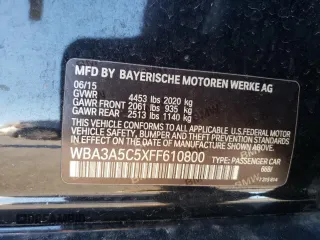 MFD BY BAYERISCHE MOTOREN WERKE AG
06/15
GVWR 4453 lbs 2020 kg
GAWR FRONT 2061 lbs 935 kg
GAWR REAR 2513 lbs 1140 kg
THIS VEHICLE CONFORMS TO ALL APPLICABLE
FEDERAL MOTOR VEHICLE SAFETY,
BUMPER, AND THEFT PREVENTION STANDARDS
IN EFFECT ON THE DATE OF MANUFACTURE
SHOWN ABOVE.
WBA3A5C5XFF610800 TYPE: PASSENGER CAR